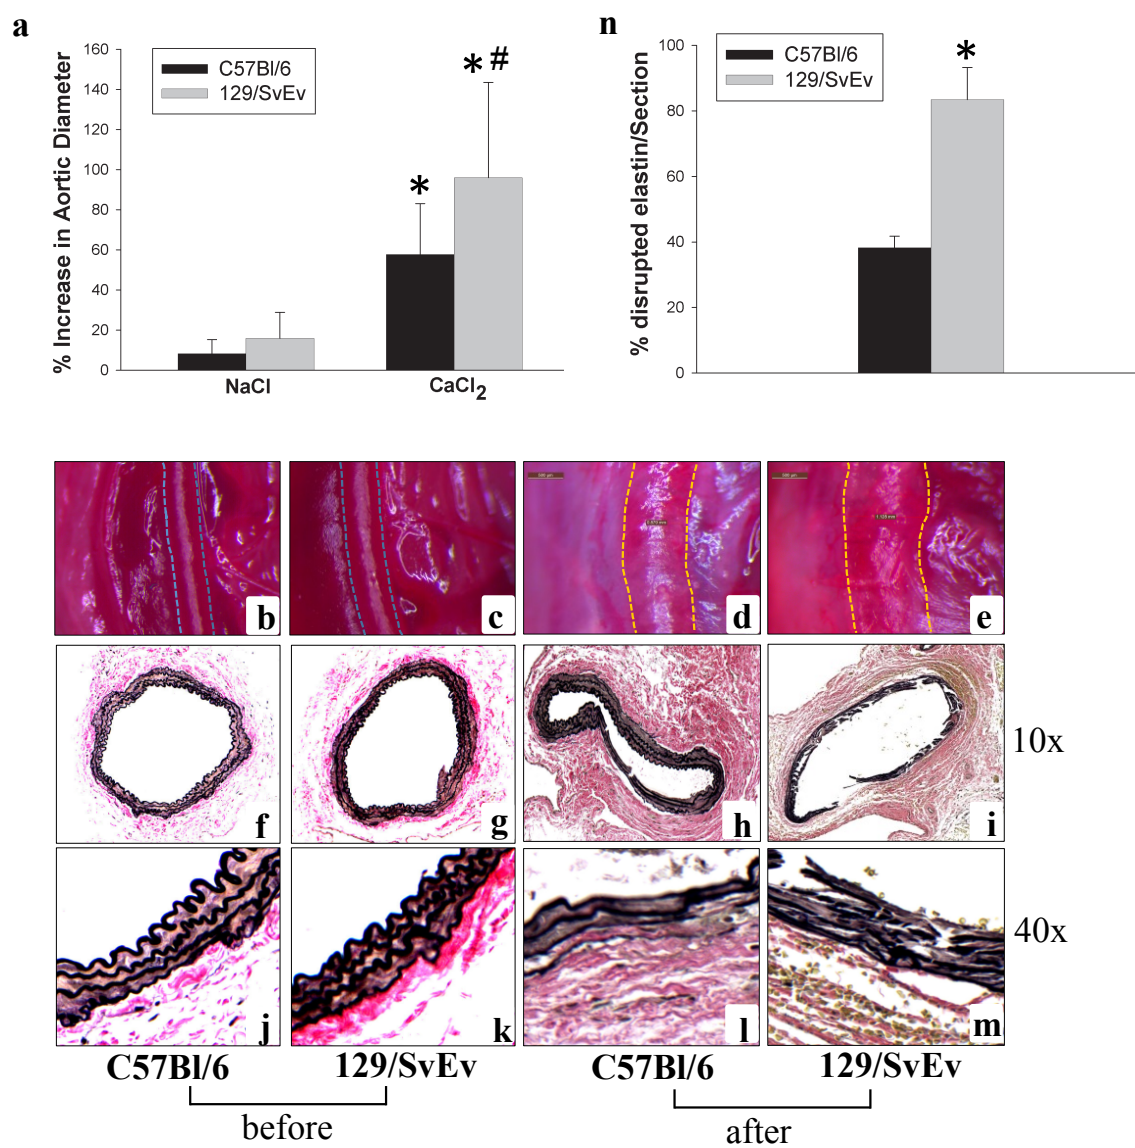 a
% Increase in Aortic Diameter
160
140
120
100
80
60
40
20
0
C57Bl/6
129/SvEv
*
* #
NaCl
CaCl₂
n
% disrupted elastin/Section
100
80
60
40
20
0
C57Bl/6
129/SvEv
*
b
c
d
e
f
g
h
i
10x
j
k
l
m
40x
C57Bl/6
129/SvEv
C57Bl/6
129/SvEv
before
after